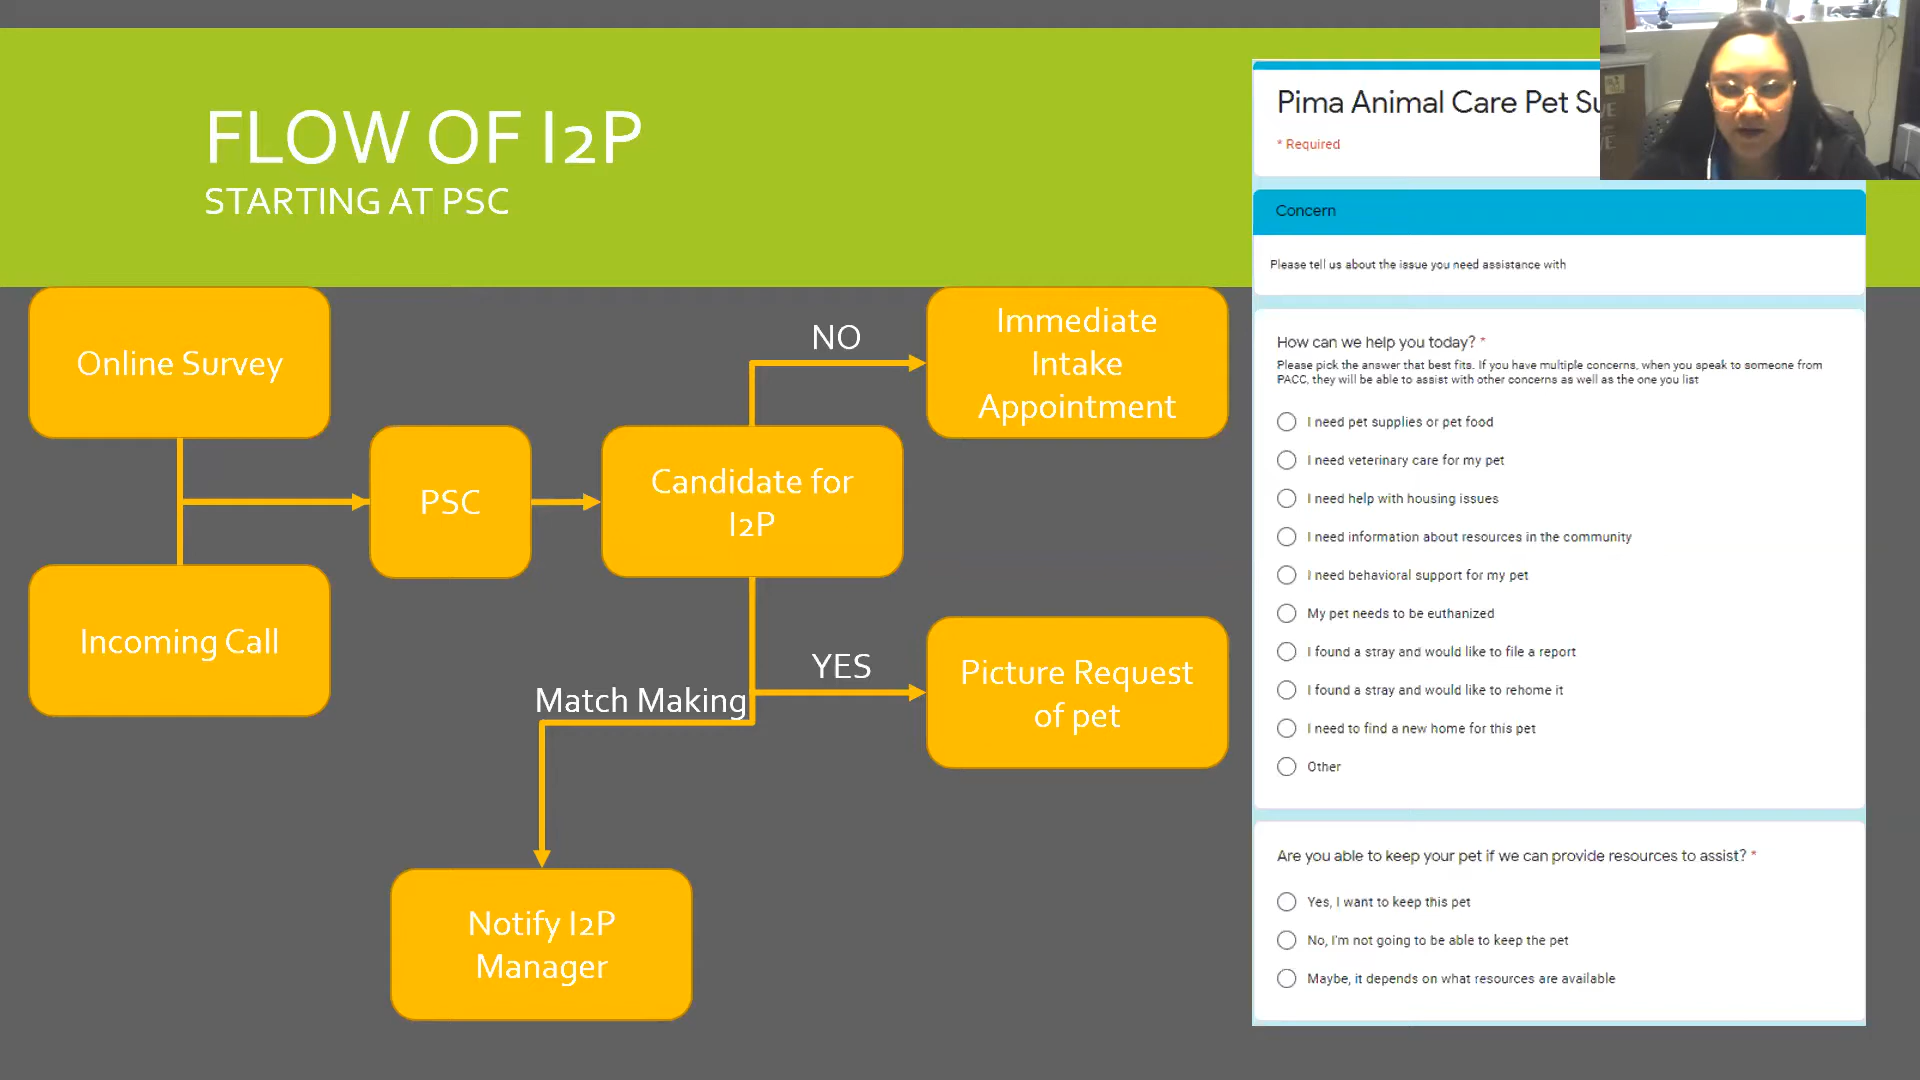 FLOW OF I2P
STARTING AT PSC
Online Survey
Incoming Call
PSC
Candidate for
I2P
NO
Immediate
Intake
Appointment
YES
Picture Request
of pet
Match Making
Notify I2P
Manager
Pima Animal Care Pet
* Required
Concern
Please tell us about the issue you need assistance with
How can we help you today? *
Please pick the answer that best fits. If you have multiple concerns, when you speak to someone from
PACC, they will be able to assist with other concerns as well as the one you list
I need pet supplies or pet food
I need veterinary care for my pet
I need help with housing issues
I need information about resources in the community
I need behavioral support for my pet
My pet needs to be euthanized
I found a stray and would like to file a report
I found a stray and would like to rehome it
I need to find a new home for this pet
Other
Are you able to keep your pet if we can provide resources to assist? *
Yes, I want to keep this pet
No, I'm not going to be able to keep the pet
Maybe, it depends on what resources are available